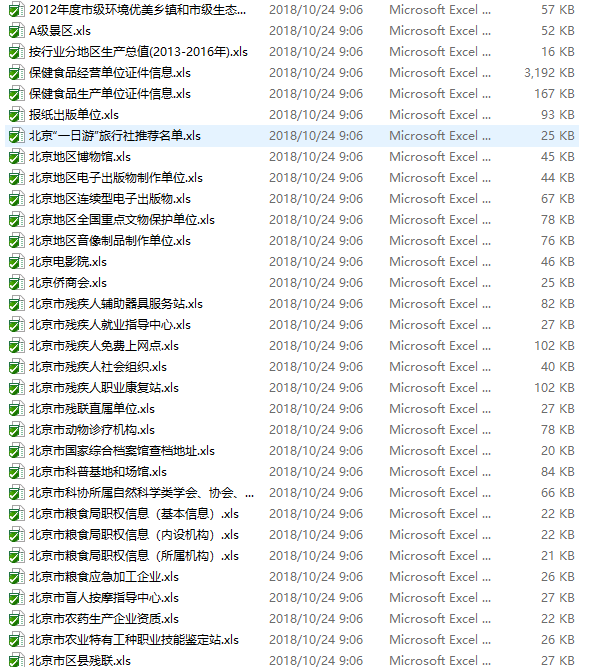 2012年度市级环境优美乡镇和市级生态... 2018/10/24 9:06 Microsoft Excel ... 57 KB
A级景区.xls 2018/10/24 9:06 Microsoft Excel ... 52 KB
按行业分地区生产总值(2013-2016年).xls 2018/10/24 9:06 Microsoft Excel ... 16 KB
保健食品经营单位证件信息.xls 2018/10/24 9:06 Microsoft Excel ... 3,192 KB
保健食品生产单位证件信息.xls 2018/10/24 9:06 Microsoft Excel ... 167 KB
报纸出版单位.xls 2018/10/24 9:06 Microsoft Excel ... 93 KB
北京“一日游”旅行社推荐名单.xls 2018/10/24 9:06 Microsoft Excel ... 25 KB
北京地区博物馆.xls 2018/10/24 9:06 Microsoft Excel ... 45 KB
北京地区电子出版物制作单位.xls 2018/10/24 9:06 Microsoft Excel ... 44 KB
北京地区连续型电子出版物.xls 2018/10/24 9:06 Microsoft Excel ... 67 KB
北京地区全国重点文物保护单位.xls 2018/10/24 9:06 Microsoft Excel ... 78 KB
北京地区音像制品制作单位.xls 2018/10/24 9:06 Microsoft Excel ... 76 KB
北京电影院.xls 2018/10/24 9:06 Microsoft Excel ... 46 KB
北京侨商会.xls 2018/10/24 9:06 Microsoft Excel ... 25 KB
北京市残疾人辅助器具服务站.xls 2018/10/24 9:06 Microsoft Excel ... 82 KB
北京市残疾人就业指导中心.xls 2018/10/24 9:06 Microsoft Excel ... 27 KB
北京市残疾人免费上网点.xls 2018/10/24 9:06 Microsoft Excel ... 102 KB
北京市残疾人社会组织.xls 2018/10/24 9:06 Microsoft Excel ... 40 KB
北京市残疾人职业康复站.xls 2018/10/24 9:06 Microsoft Excel ... 102 KB
北京市残联直属单位.xls 2018/10/24 9:06 Microsoft Excel ... 27 KB
北京市动物诊疗机构.xls 2018/10/24 9:06 Microsoft Excel ... 78 KB
北京市国家综合档案馆查档地址.xls 2018/10/24 9:06 Microsoft Excel ... 20 KB
北京市科普基地和场馆.xls 2018/10/24 9:06 Microsoft Excel ... 84 KB
北京市科协所属自然科学类学会、协会、... 2018/10/24 9:06 Microsoft Excel ... 66 KB
北京市粮食局职权信息（基本信息）.xls 2018/10/24 9:06 Microsoft Excel ... 22 KB
北京市粮食局职权信息（内设机构）.xls 2018/10/24 9:06 Microsoft Excel ... 22 KB
北京市粮食局职权信息（所属机构）.xls 2018/10/24 9:06 Microsoft Excel ... 21 KB
北京市粮食应急加工企业.xls 2018/10/24 9:06 Microsoft Excel ... 26 KB
北京市盲人按摩指导中心.xls 2018/10/24 9:06 Microsoft Excel ... 27 KB
北京市农药生产企业资质.xls 2018/10/24 9:06 Microsoft Excel ... 22 KB
北京市农业特有工种职业技能鉴定站.xls 2018/10/24 9:06 Microsoft Excel ... 26 KB
北京市区县残联.xls 2018/10/24 9:06 Microsoft Excel ... 27 KB